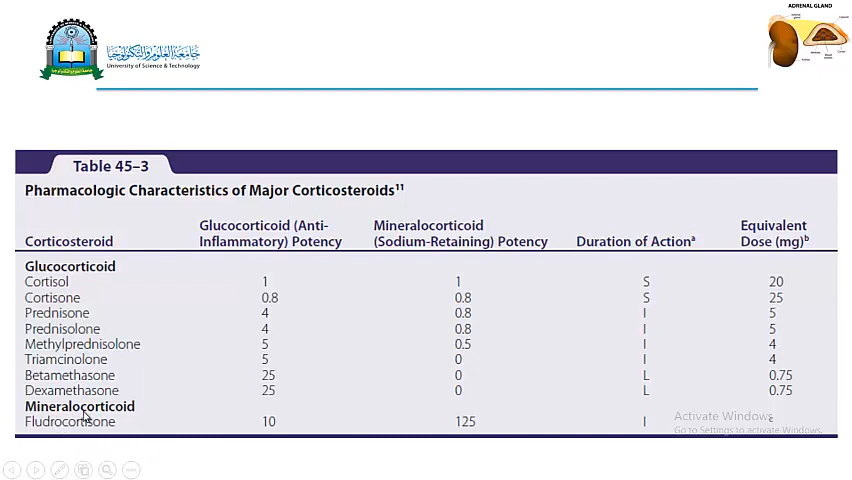 ADRENAL GLAND
جامعة العلوم والتكنولوجيا
University of Science & Technology
Table 45–3
Pharmacologic Characteristics of Major Corticosteroids¹¹
Corticosteroid Glucocorticoid (Anti-Inflammatory) Potency Mineralocorticoid (Sodium-Retaining) Potency Duration of Actionᵃ Equivalent Dose (mg)ᵇ
Glucocorticoid
Cortisol 1 1 S 20
Cortisone 0.8 0.8 S 25
Prednisone 4 0.8 I 5
Prednisolone 4 0.8 I 5
Methylprednisolone 5 0.5 I 4
Triamcinolone 5 0 I 4
Betamethasone 25 0 L 0.75
Dexamethasone 25 0 L 0.75
Mineralocorticoid
Fludrocortisone 10 125 I c
Activate Windows
Go to Settings to activate Windows.